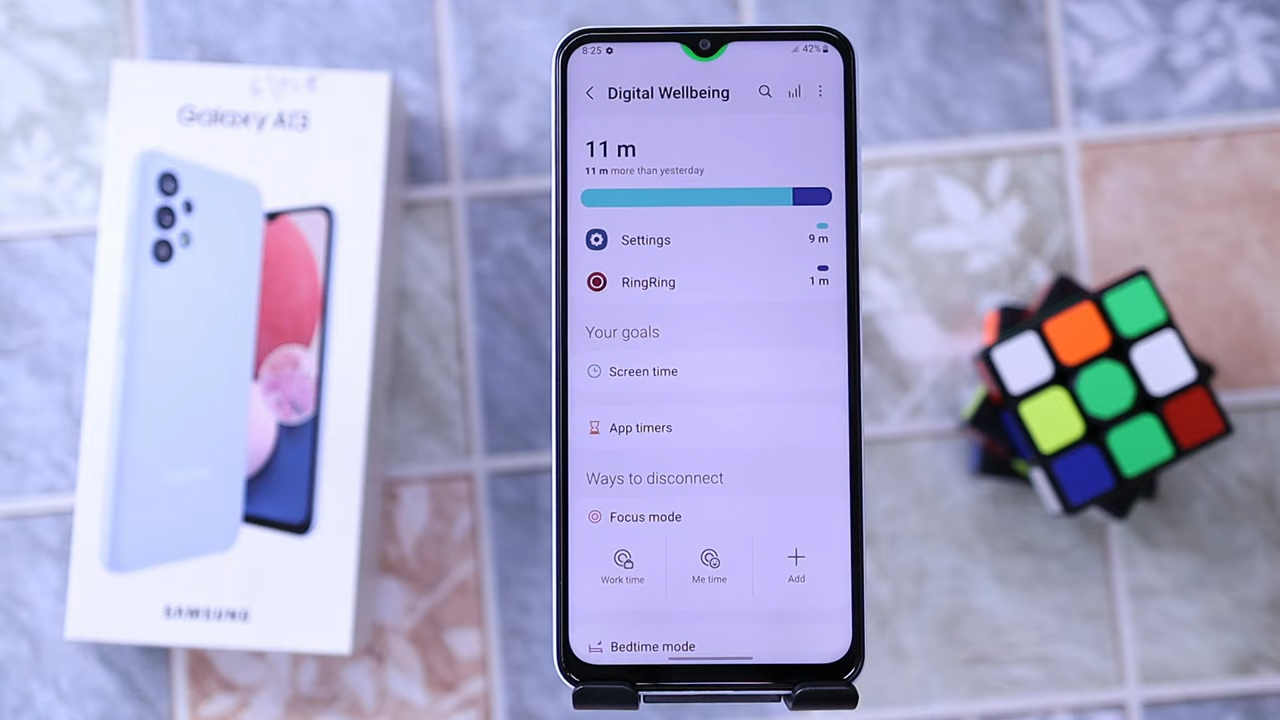 Galaxy A13
SAMSUNG
8:25 42%
Digital Wellbeing
11 m
11 m more than yesterday
Settings 9 m
RingRing 1 m
Your goals
Screen time
App timers
Ways to disconnect
Focus mode
Work time Me time Add
Bedtime mode